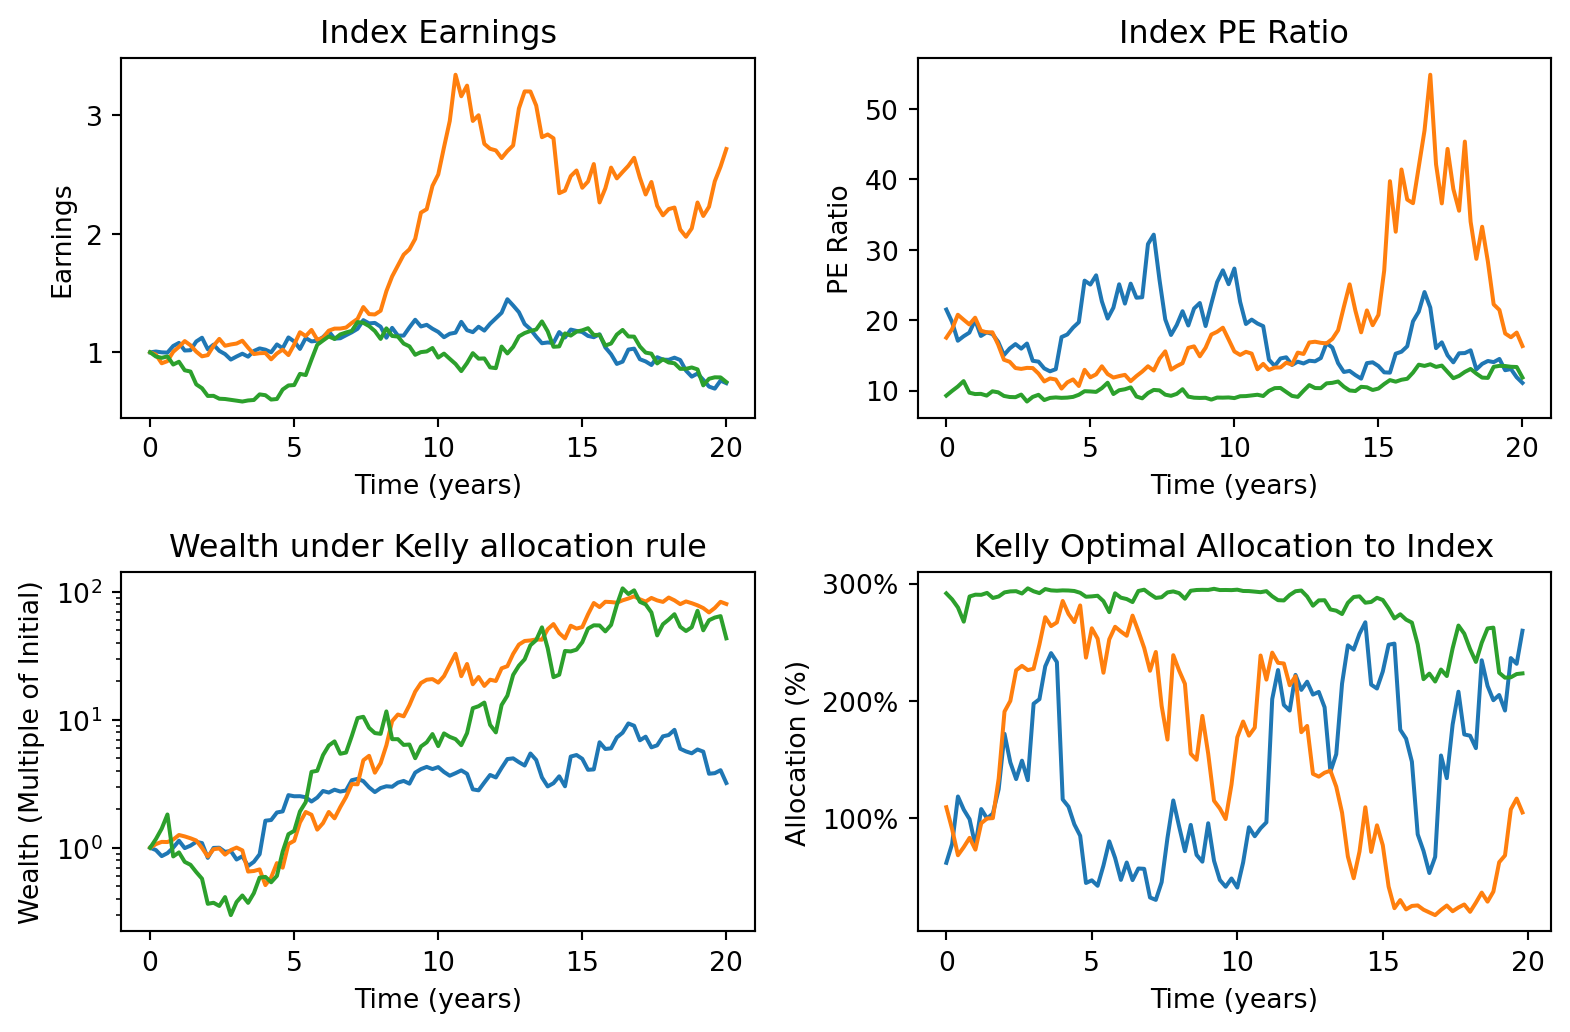 Index Earnings
Earnings
3
2
1
0 5 10 15 20
Time (years)
Index PE Ratio
PE Ratio
50
40
30
20
10
0 5 10 15 20
Time (years)
Wealth under Kelly allocation rule
Wealth (Multiple of Initial)
10²
10¹
10⁰
0 5 10 15 20
Time (years)
Kelly Optimal Allocation to Index
Allocation (%)
300%
200%
100%
0 5 10 15 20
Time (years)